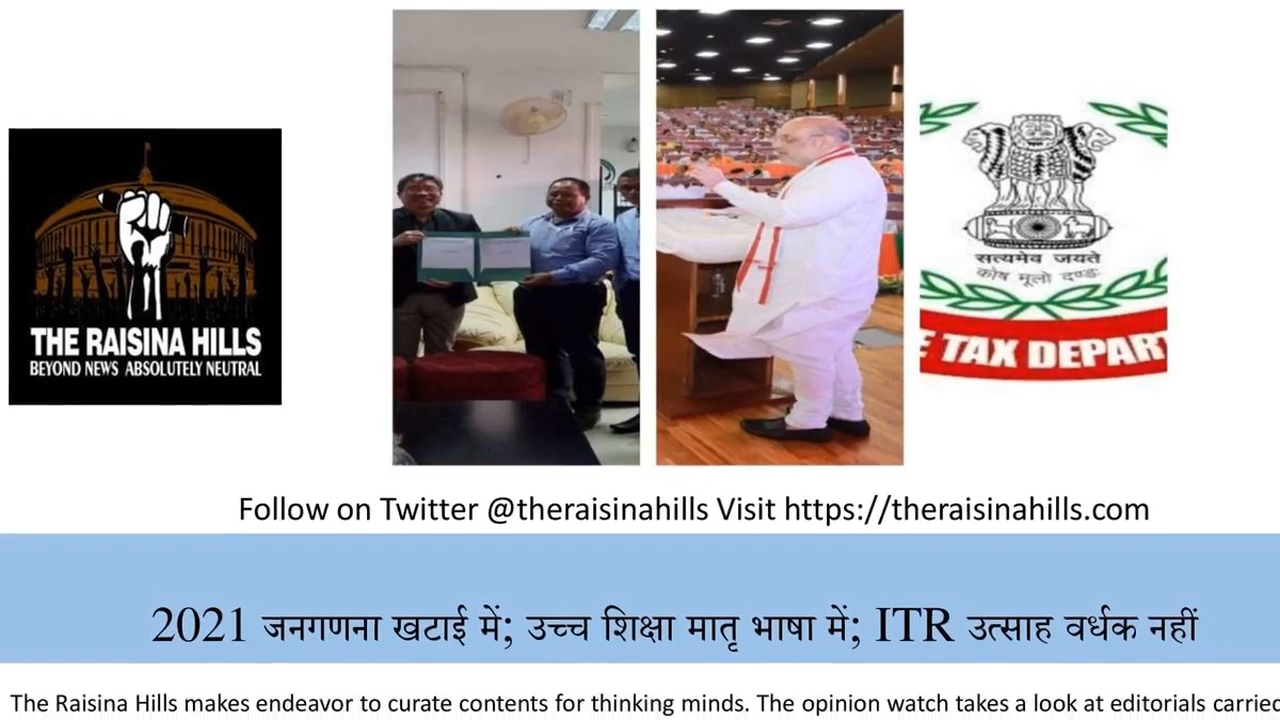 THE RAISINA HILLS
BEYOND NEWS ABSOLUTELY NEUTRAL
सत्यमेव जयते
कोष मूलो दण्ड
E TAX DEPAR
Follow on Twitter @theraisinahills Visit https://theraisinahills.com
2021 जनगणना खटाई में; उच्च शिक्षा मातृ भाषा में; ITR उत्साह वर्धक नहीं
The Raisina Hills makes endeavor to curate contents for thinking minds. The opinion watch takes a look at editorials carried